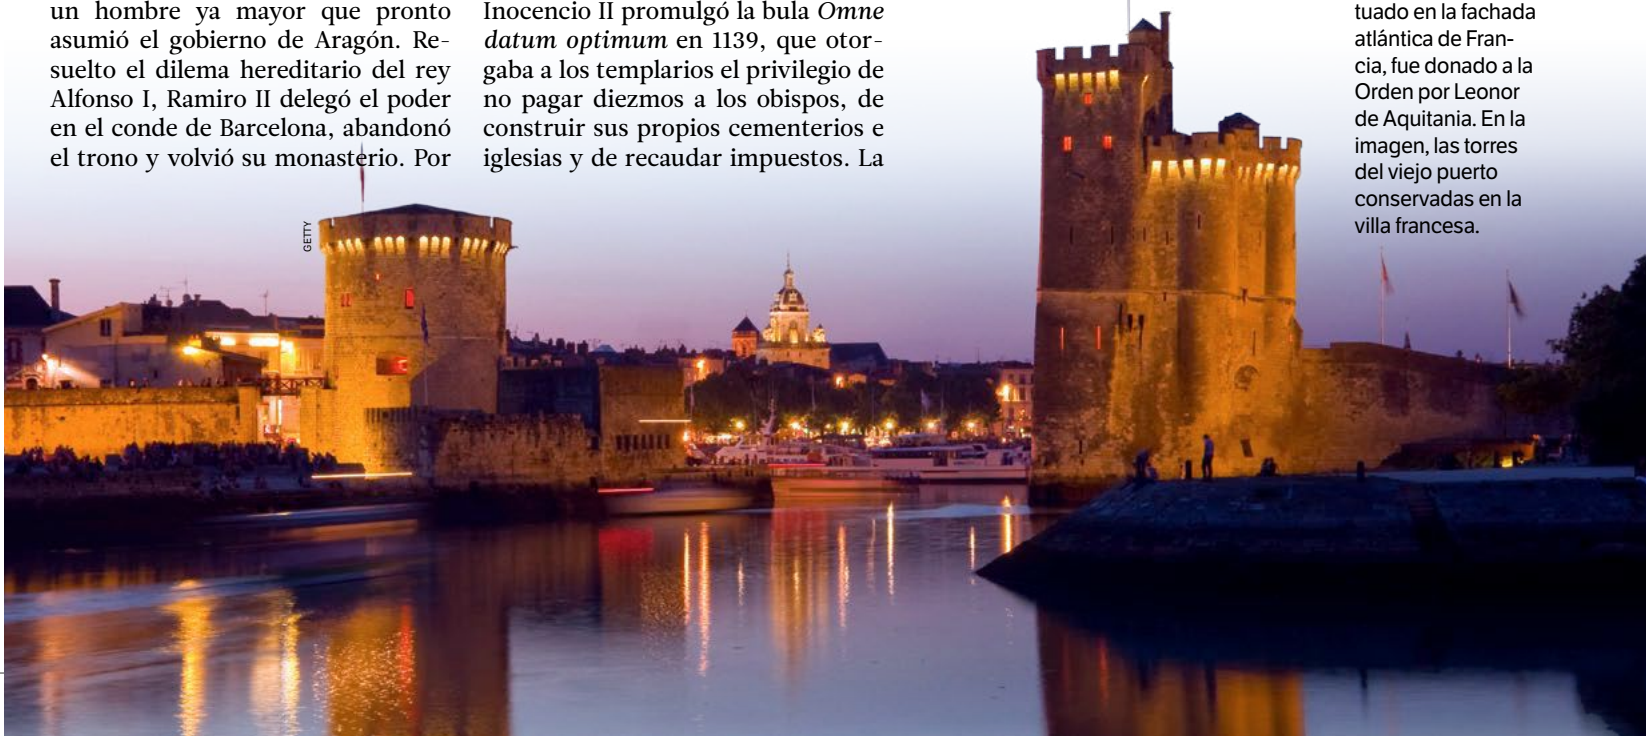 un hombre ya mayor que pronto
asumió el gobierno de Aragón. Re-
suelto el dilema hereditario del rey
Alfonso I, Ramiro II delegó el poder
en el conde de Barcelona, abandonó
el trono y volvió su monasterio. Por
Inocencio II promulgó la bula Omne
datum optimum en 1139, que otor-
gaba a los templarios el privilegio de
no pagar diezmos a los obispos, de
construir sus propios cementerios e
iglesias y de recaudar impuestos. La
tuado en la fachada
atlántica de Fran-
cia, fue donado a la
Orden por Leonor
de Aquitania. En la
imagen, las torres
del viejo puerto
conservadas en la
villa francesa.
GETTY